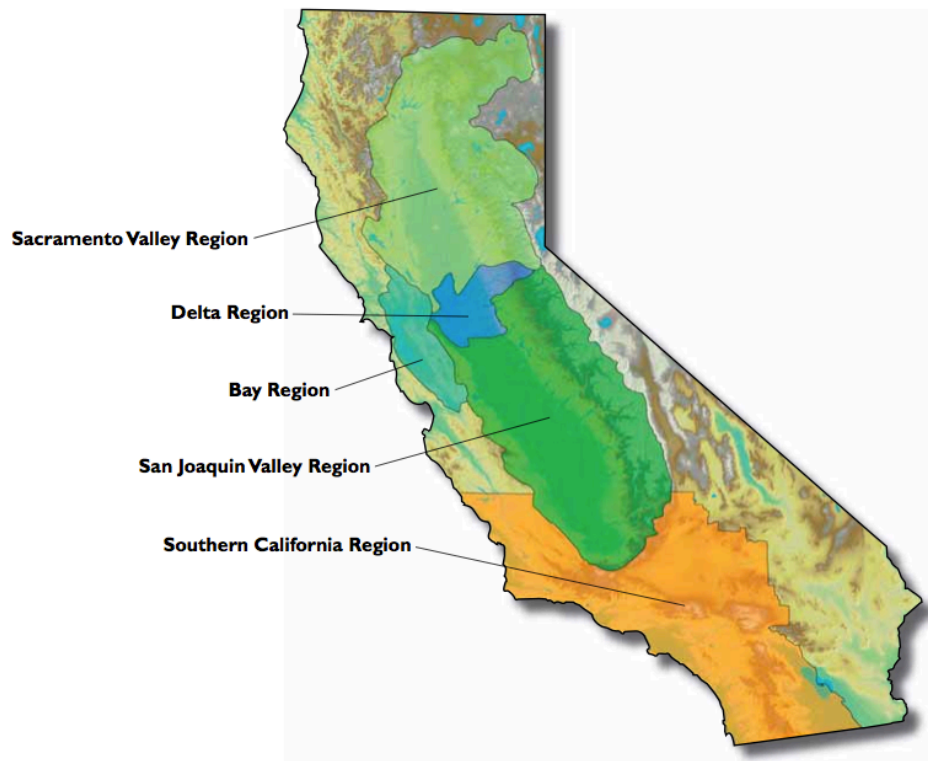 Sacramento Valley Region
Delta Region
Bay Region
San Joaquin Valley Region
Southern California Region